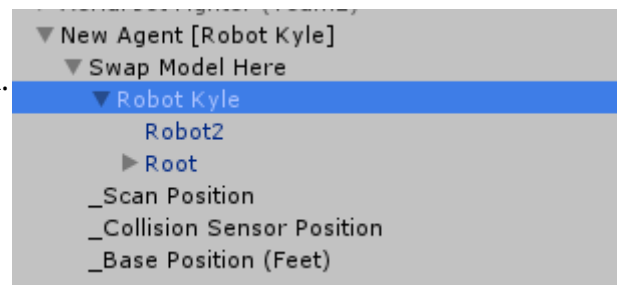 New Agent [Robot Kyle]
Swap Model Here
Robot Kyle
Robot2
Root
_Scan Position
_Collision Sensor Position
_Base Position (Feet)